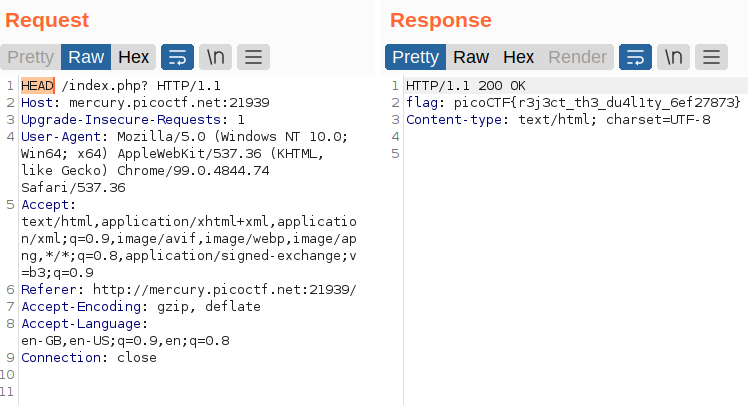 Request
Pretty Raw Hex \n
1 HEAD /index.php? HTTP/1.1
2 Host: mercury.picoctf.net:21939
3 Upgrade-Insecure-Requests: 1
4 User-Agent: Mozilla/5.0 (Windows NT 10.0;
Win64; x64) AppleWebKit/537.36 (KHTML,
like Gecko) Chrome/99.0.4844.74
Safari/537.36
5 Accept:
text/html,application/xhtml+xml,applicatio
n/xml;q=0.9,image/avif,image/webp,image/ap
ng,*/*;q=0.8,application/signed-exchange;v
=b3;q=0.9
6 Referer: http://mercury.picoctf.net:21939/
7 Accept-Encoding: gzip, deflate
8 Accept-Language:
en-GB,en-US;q=0.9,en;q=0.8
9 Connection: close
10
11
Response
Pretty Raw Hex Render \n
1 HTTP/1.1 200 OK
2 flag: picoCTF{r3j3ct_th3_du4l1ty_6ef27873}
3 Content-type: text/html; charset=UTF-8
4
5